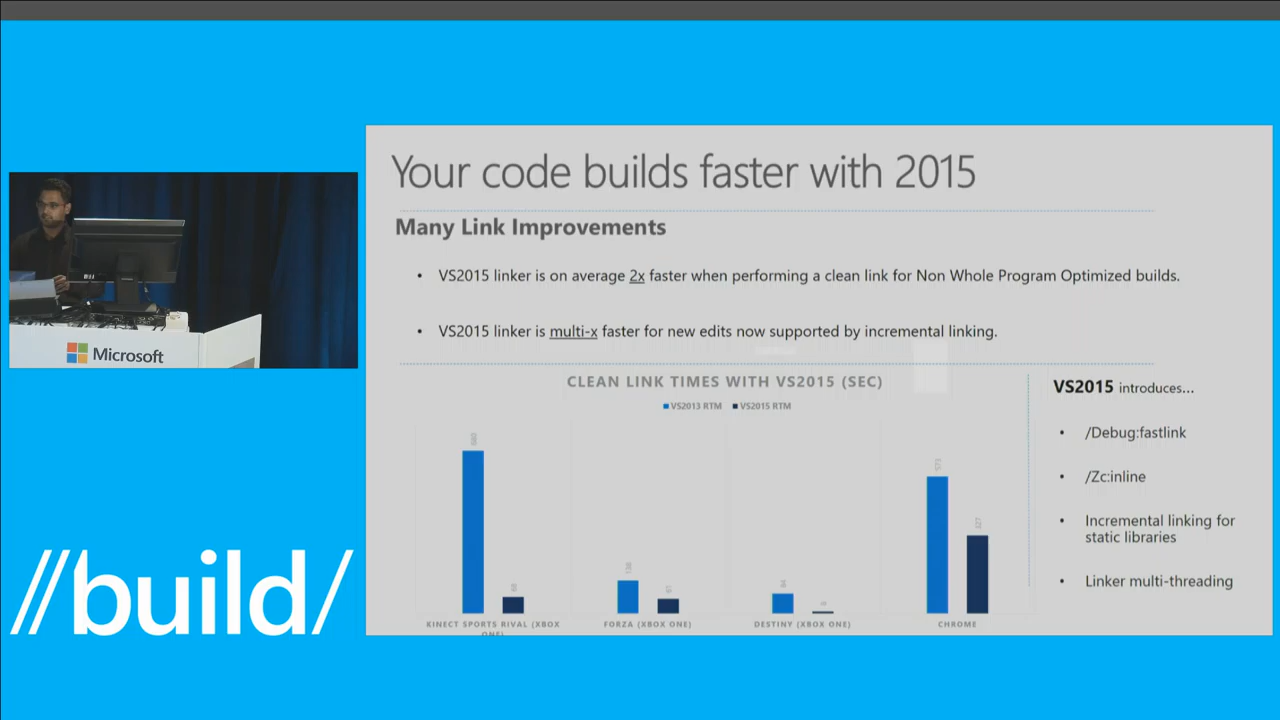 Your code builds faster with 2015
Many Link Improvements
• VS2015 linker is on average 2x faster when performing a clean link for Non Whole Program Optimized builds.
• VS2015 linker is multi-x faster for new edits now supported by incremental linking.
CLEAN LINK TIMES WITH VS2015 (SEC)
VS2013 RTM VS2015 RTM
KINECT SPORTS RIVAL (XBOX
ONE)
FORZA (XBOX ONE)
DESTINY (XBOX ONE)
CHROME
VS2015 introduces...
• /Debug:fastlink
• /Zc:inline
• Incremental linking for
static libraries
• Linker multi-threading
Microsoft
//build/